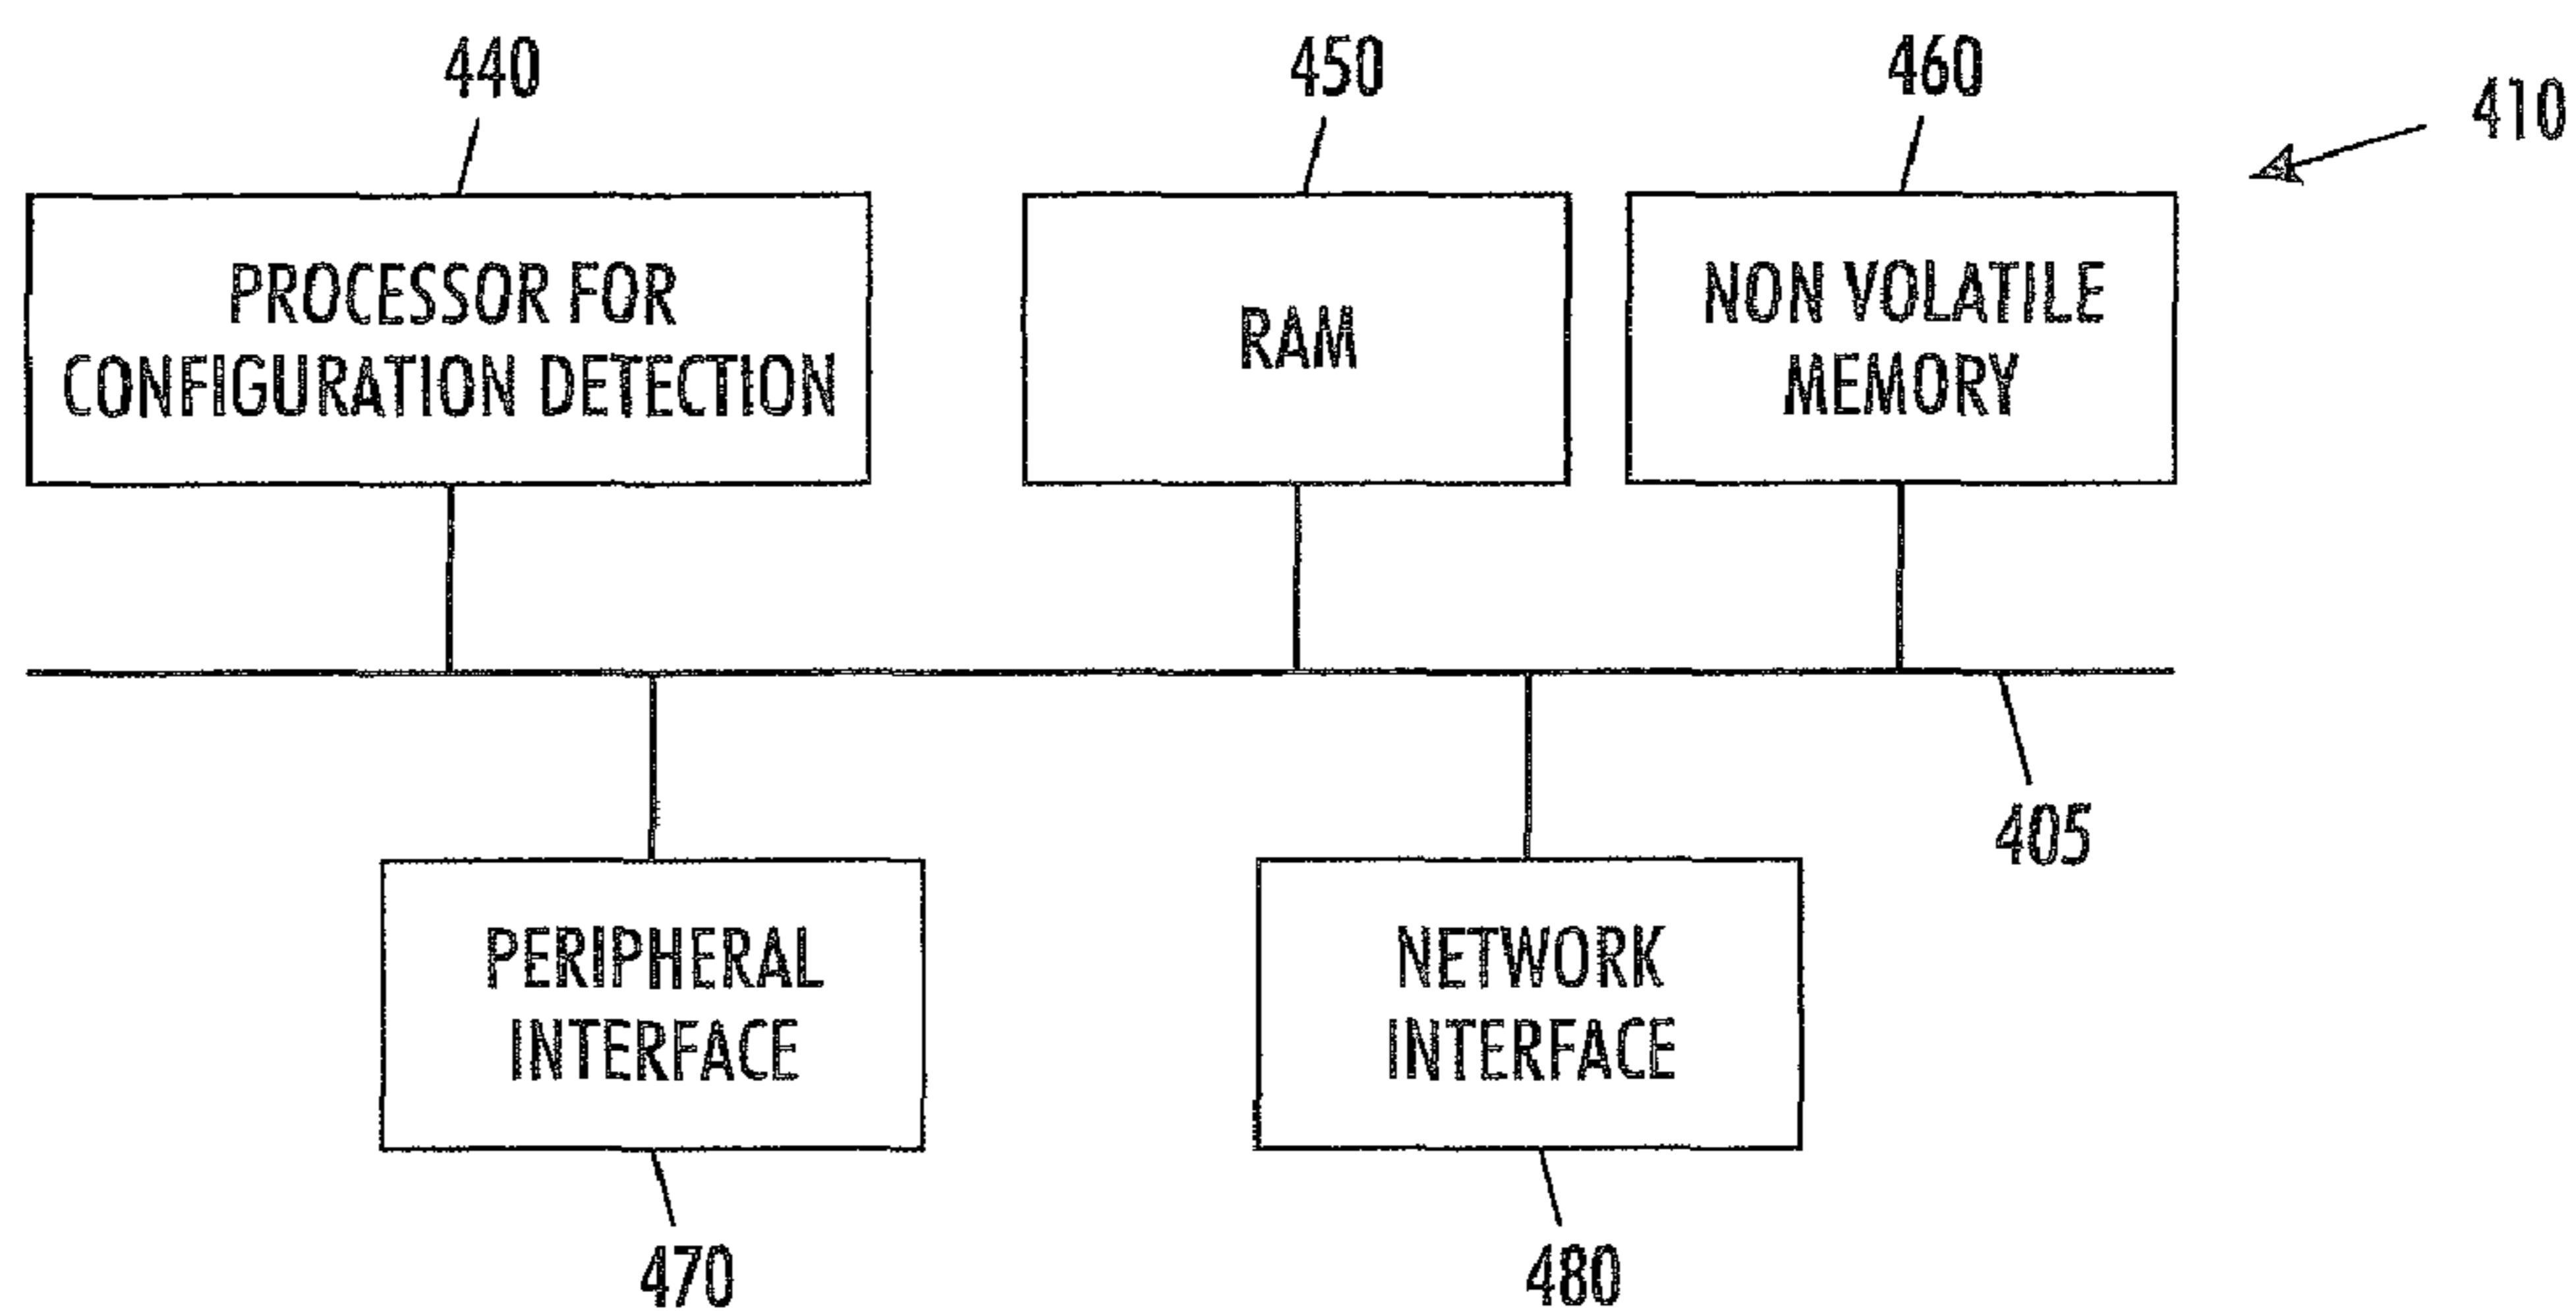 440
450
460
410
PROCESSOR FOR
CONFIGURATION DETECTION
RAM
NON VOLATILE
MEMORY
405
PERIPHERAL
INTERFACE
NETWORK
INTERFACE
470
480